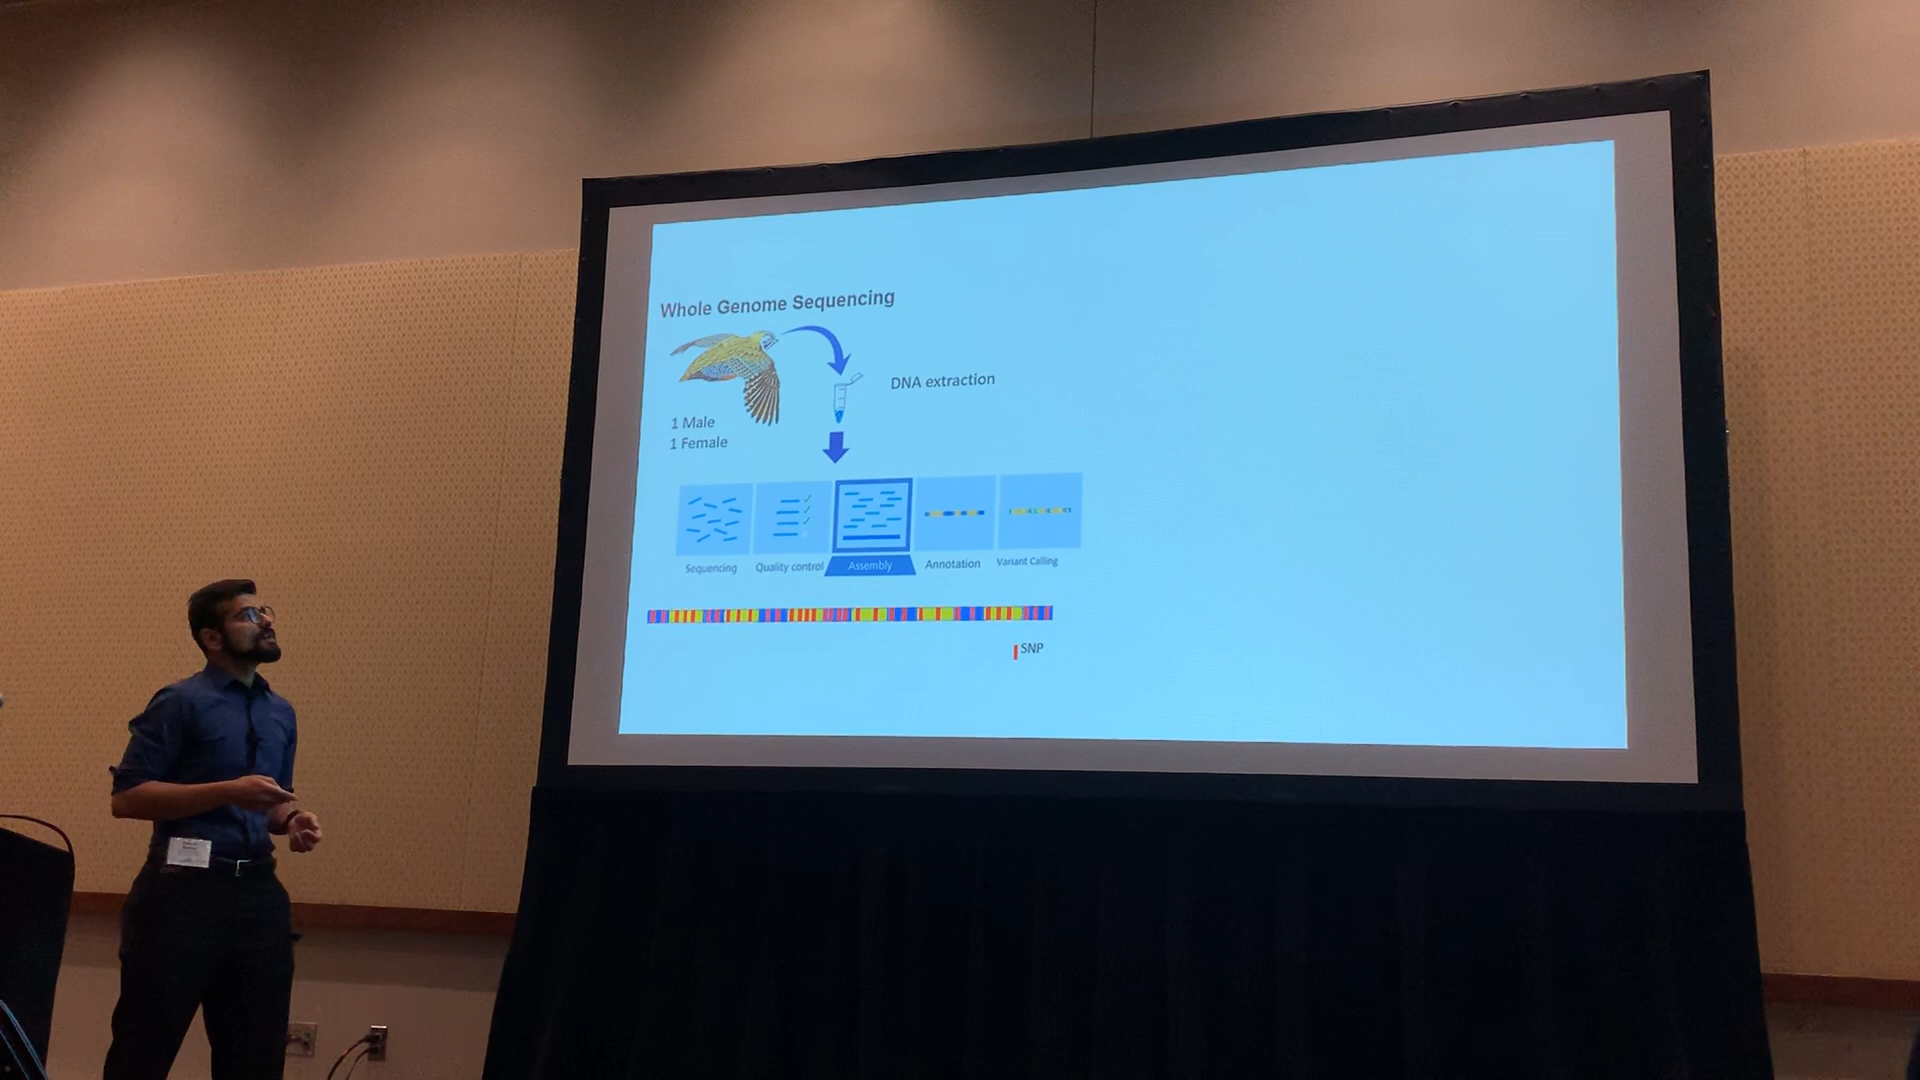 Whole Genome Sequencing
DNA extraction
1 Male
1 Female
Sequencing
Quality control
Assembly
Annotation
Variant Calling
SNP